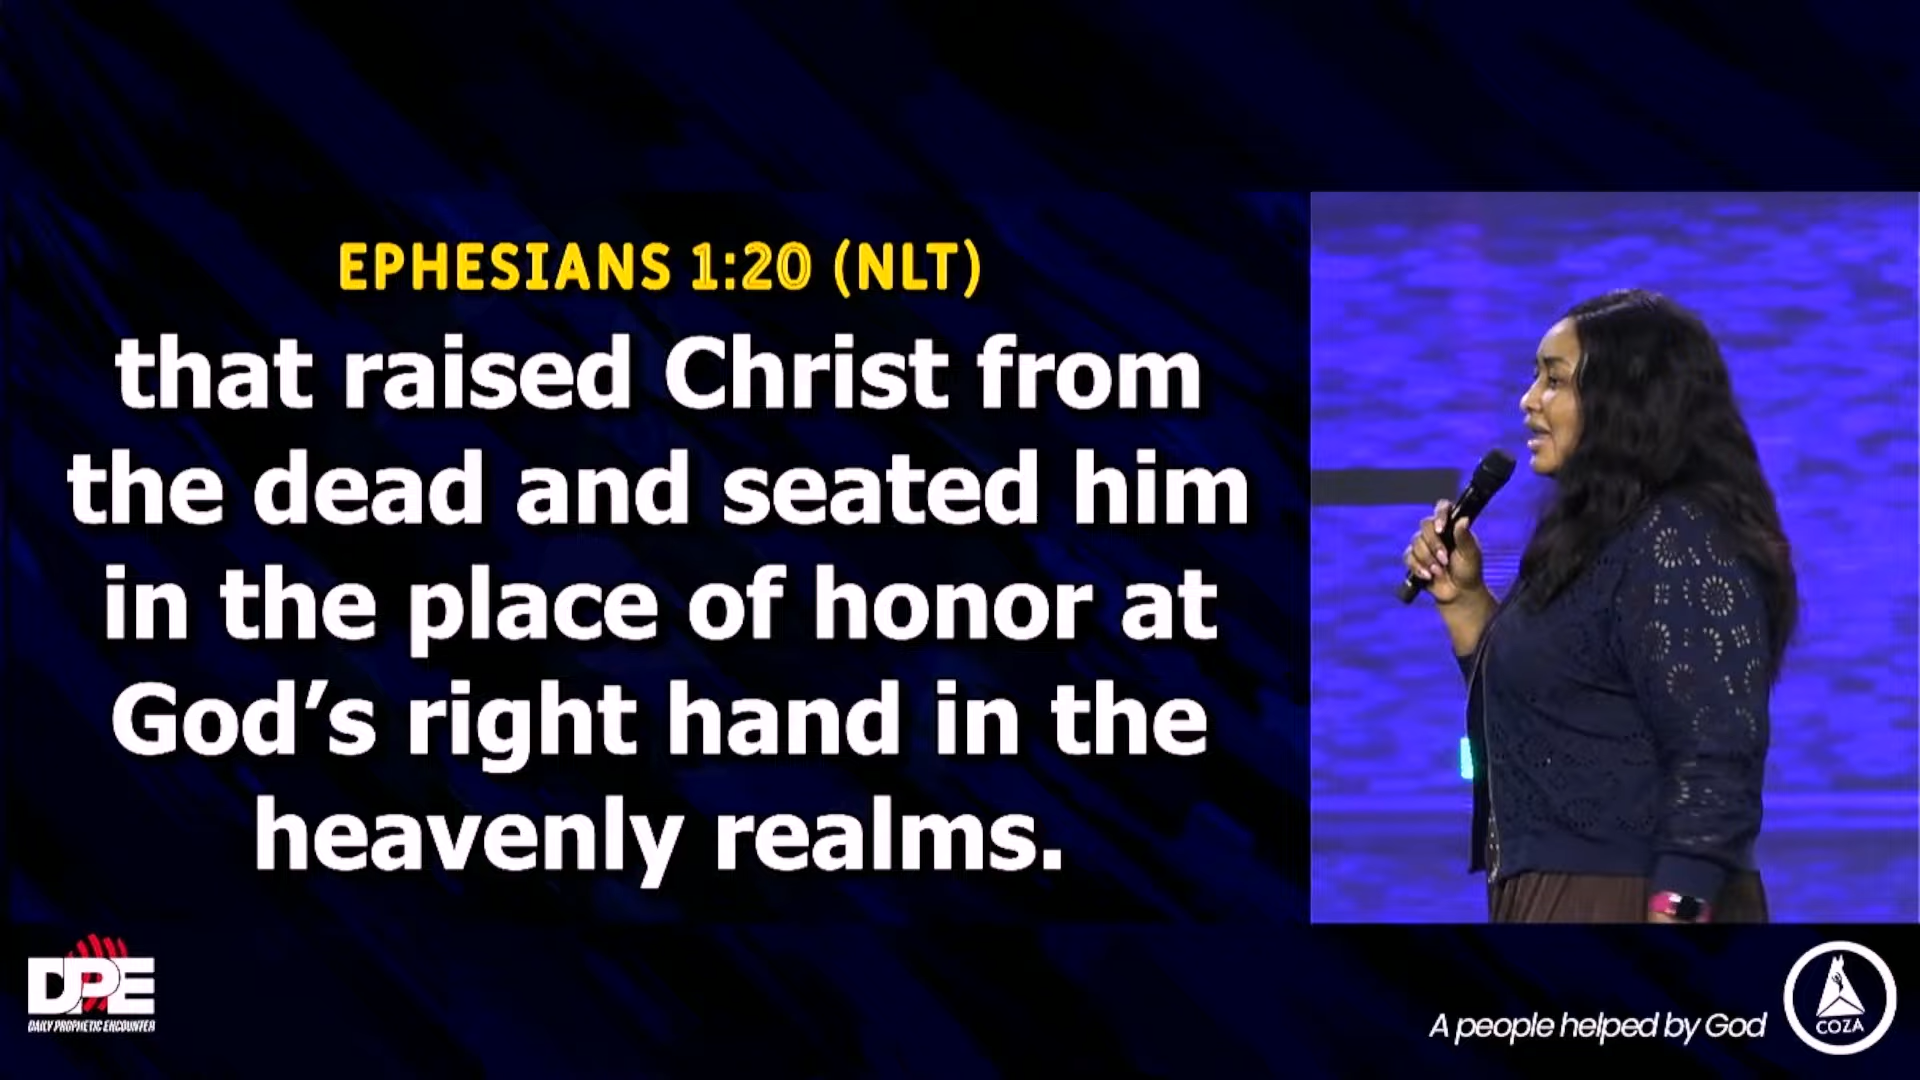 EPHESIANS 1:20 (NLT)
that raised Christ from
the dead and seated him
in the place of honor at
God’s right hand in the
heavenly realms.
DPE
DAILY PROPHETIC ENCOUNTER
A people helped by God
COZA